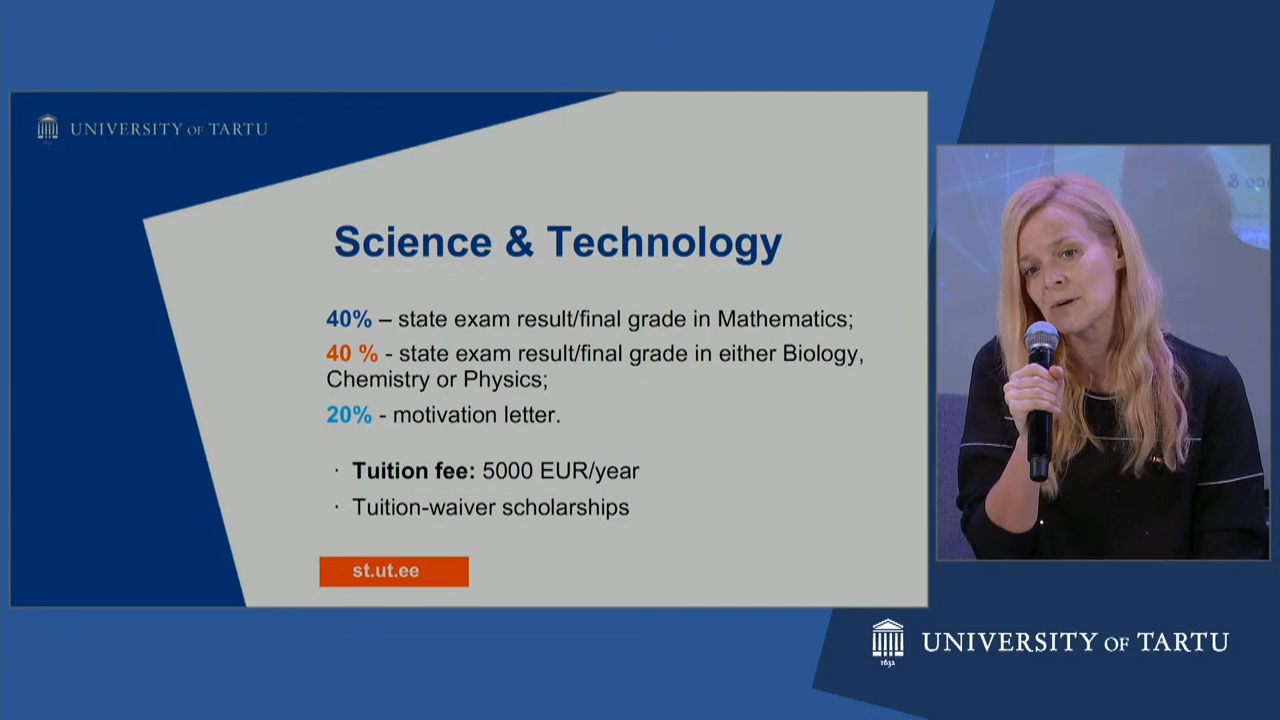 UNIVERSITY OF TARTU
Science & Technology
40% – state exam result/final grade in Mathematics;
40 % - state exam result/final grade in either Biology,
Chemistry or Physics;
20% - motivation letter.
· Tuition fee: 5000 EUR/year
· Tuition-waiver scholarships
st.ut.ee
UNIVERSITY OF TARTU
1632